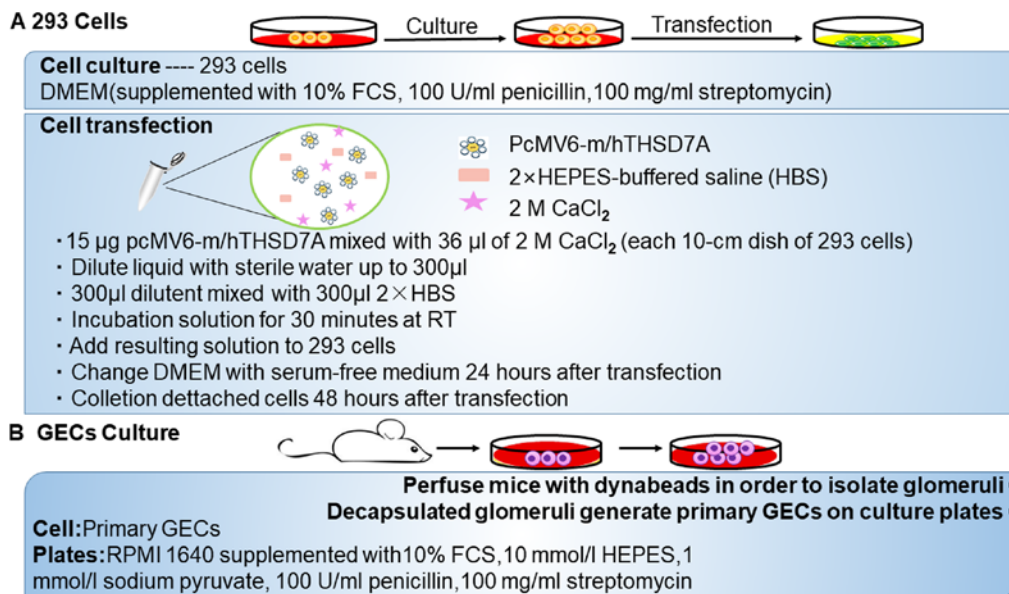 A 293 Cells
Culture
Transfection
Cell culture ---- 293 cells
DMEM(supplemented with 10% FCS, 100 U/ml penicillin,100 mg/ml streptomycin)
Cell transfection
PcMV6-m/hTHSD7A
2×HEPES-buffered saline (HBS)
2 M CaCl₂
·15 µg pcMV6-m/hTHSD7A mixed with 36 µl of 2 M CaCl₂ (each 10-cm dish of 293 cells)
· Dilute liquid with sterile water up to 300µl
· 300µl dilutent mixed with 300µl 2×HBS
· Incubation solution for 30 minutes at RT
· Add resulting solution to 293 cells
· Change DMEM with serum-free medium 24 hours after transfection
· Colletion dettached cells 48 hours after transfection
B GECs Culture
Perfuse mice with dynabeads in order to isolate glomeruli
Decapsulated glomeruli generate primary GECs on culture plates
Cell:Primary GECs
Plates:RPMI 1640 supplemented with10% FCS,10 mmol/l HEPES,1
mmol/l sodium pyruvate, 100 U/ml penicillin,100 mg/ml streptomycin